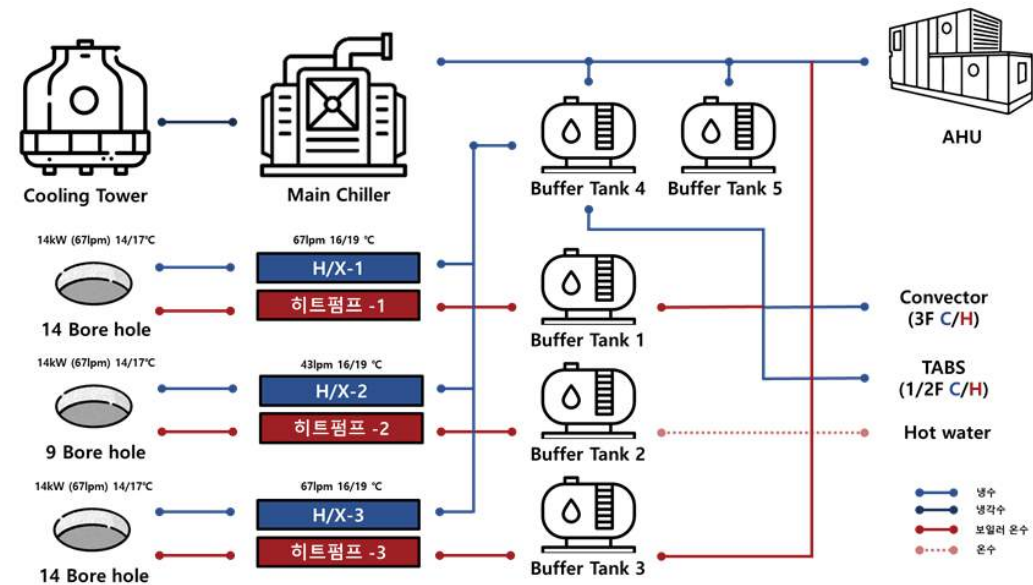 Cooling Tower
Main Chiller
Buffer Tank 4
Buffer Tank 5
AHU
14kW (67lpm) 14/17℃
67lpm 16/19 ℃
H/X-1
히트펌프 -1
14 Bore hole
Buffer Tank 1
Convector
(3F C/H)
14kW (67lpm) 14/17℃
43lpm 16/19 ℃
H/X-2
히트펌프 -2
9 Bore hole
Buffer Tank 2
TABS
(1/2F C/H)
Hot water
14kW (67lpm) 14/17℃
67lpm 16/19 ℃
H/X-3
히트펌프 -3
14 Bore hole
Buffer Tank 3
냉수
냉각수
보일러 온수
온수